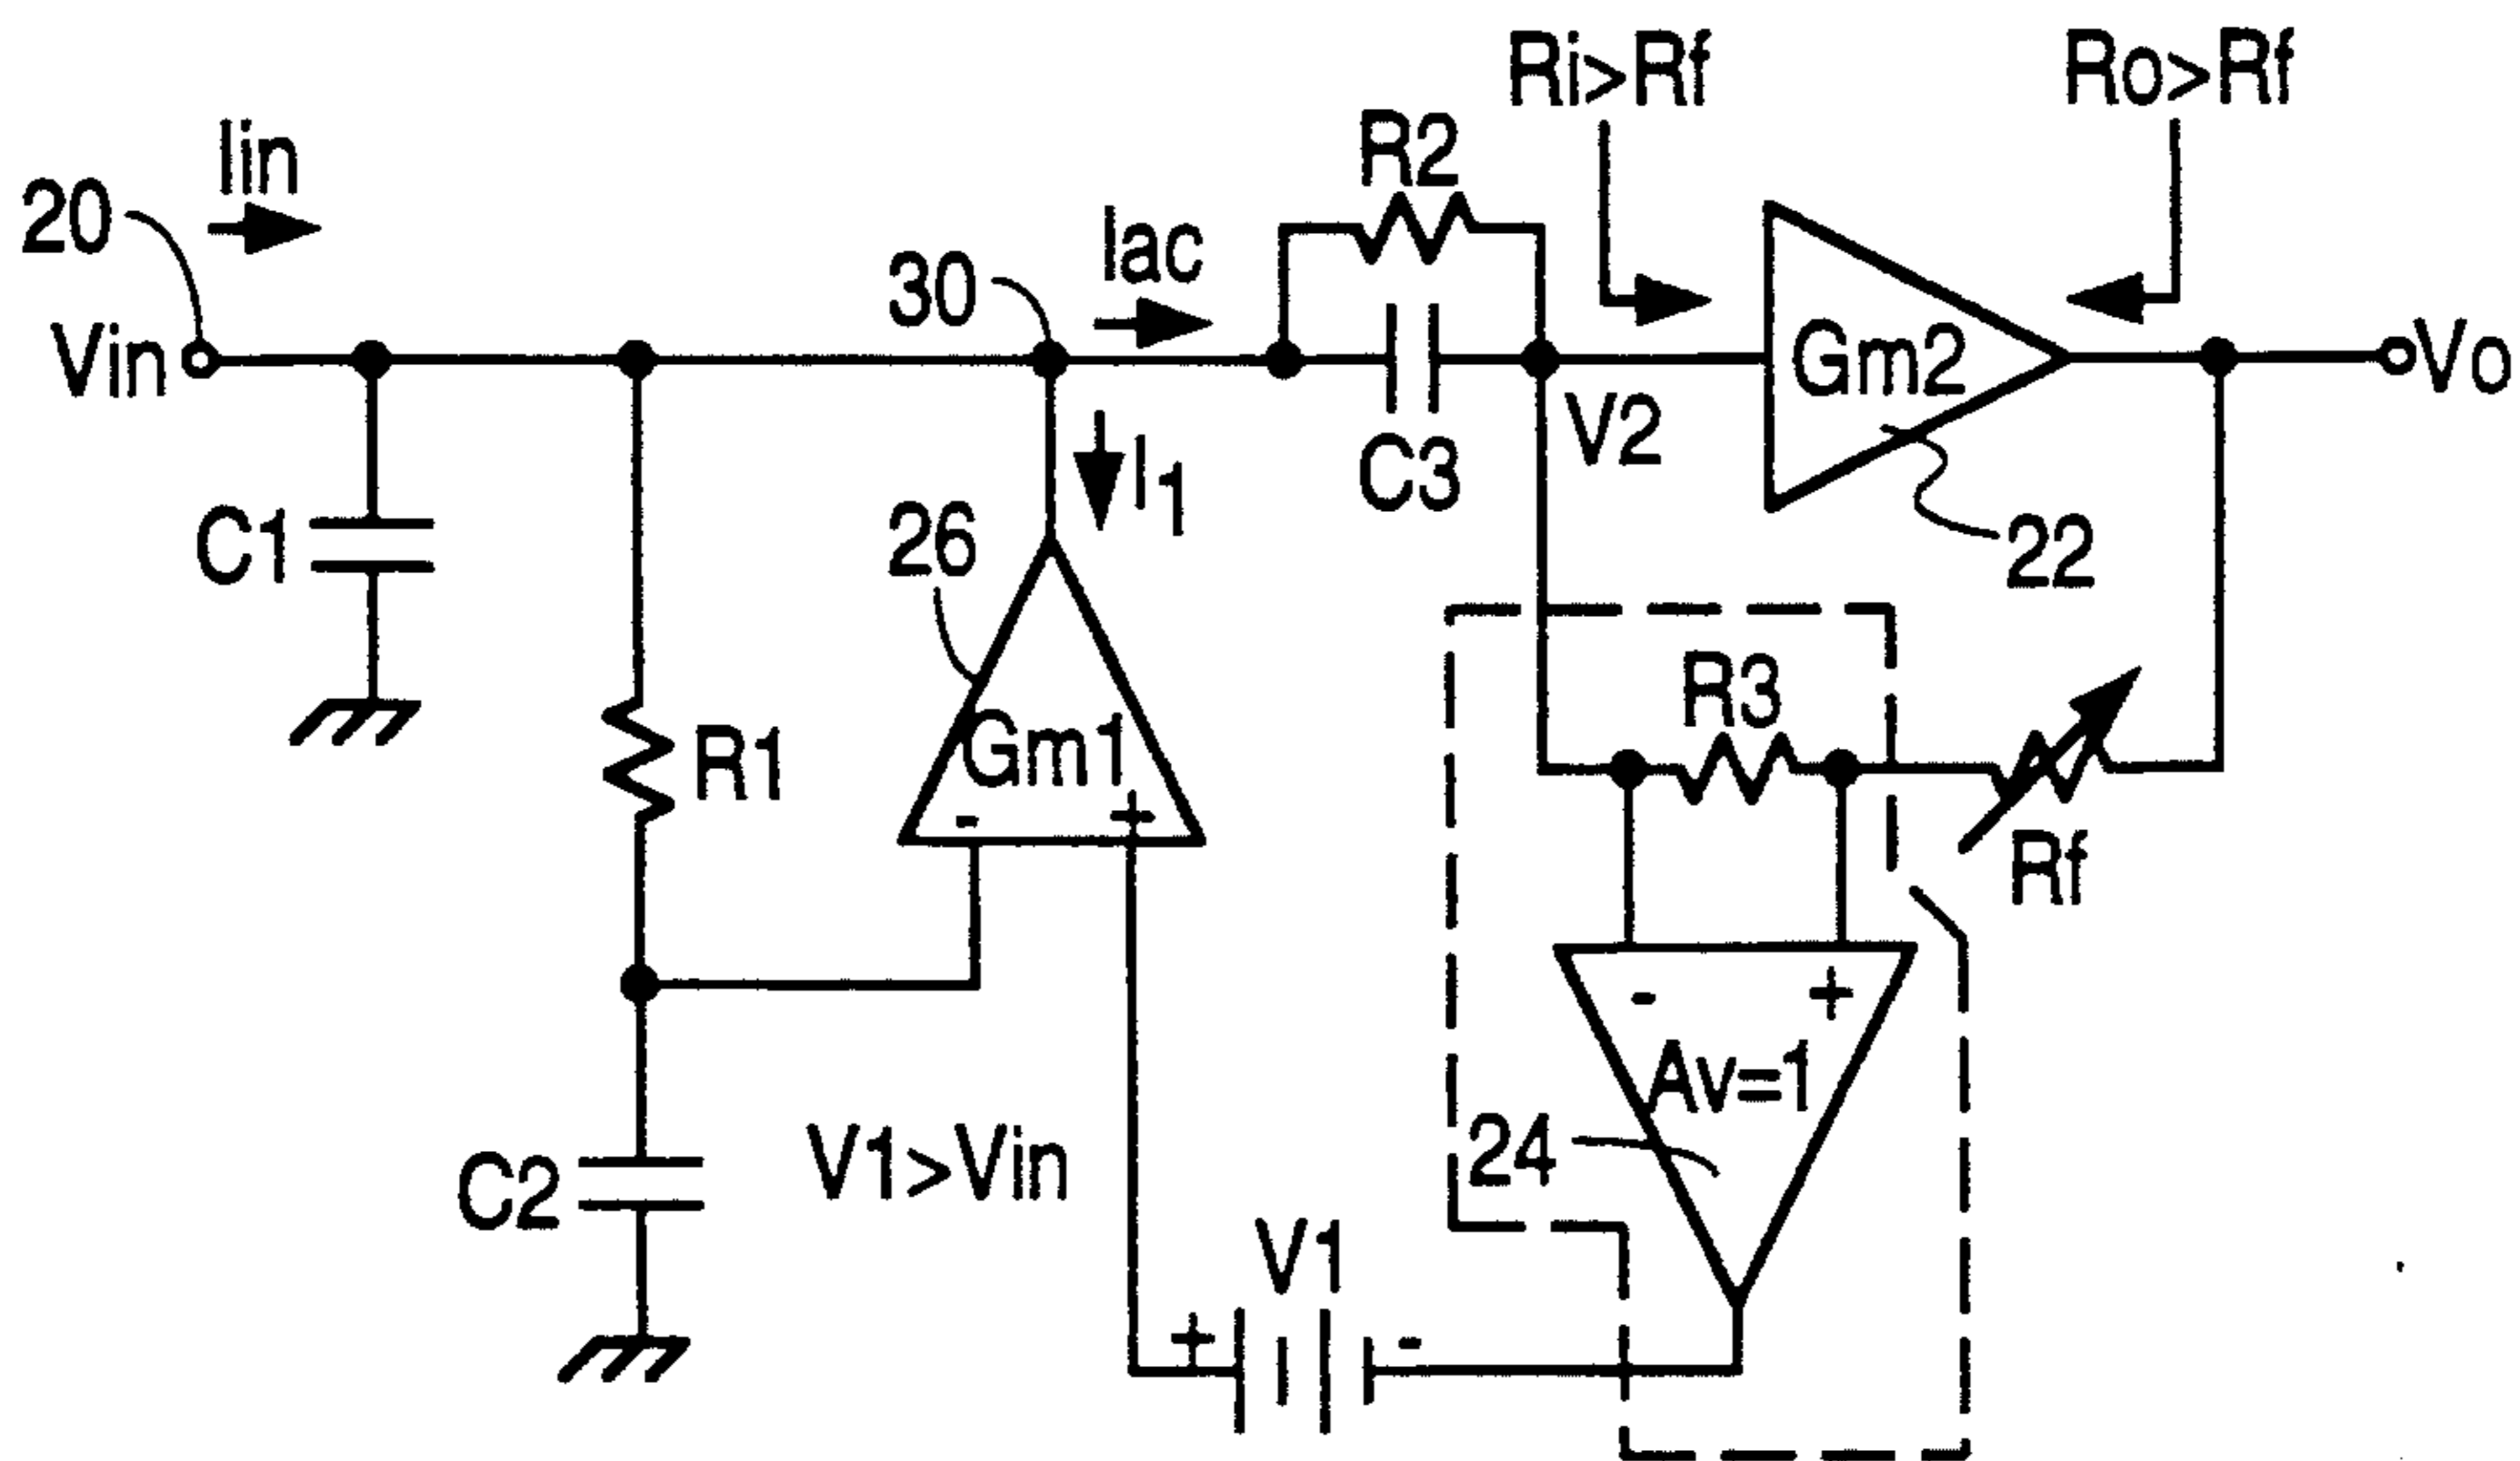 Ri>Rf
Ro>Rf
Iin
R2
20
Iac
30
Vin
Gm2
Vo
V2
C3
I1
C1
26
22
R3
R1
Gm1
- +
Rf
- +
Av=1
24
V1>Vin
C2
V1
+ -